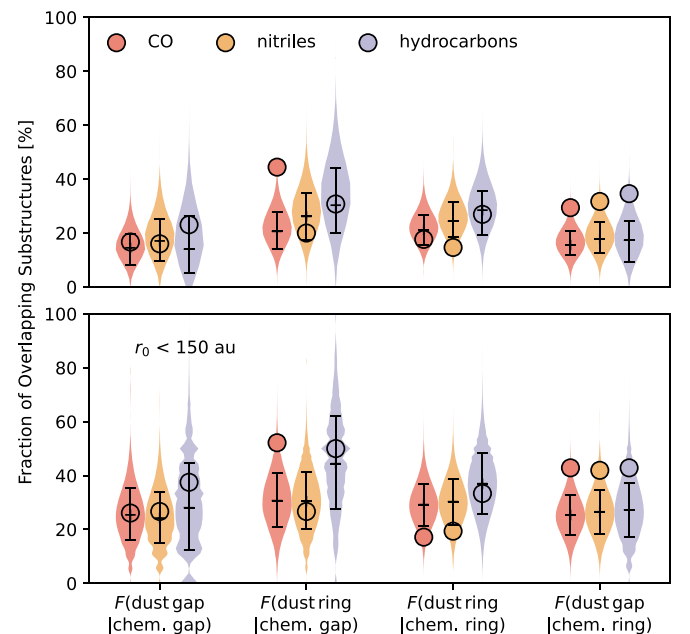 Fraction of Overlapping Substructures [%]
CO nitriles hydrocarbons
100
80
60
40
20
0
r₀ < 150 au
100
80
60
40
20
0
F(dust gap F(dust ring F(dust ring F(dust gap
|chem. gap) |chem. gap) |chem. ring) |chem. ring)